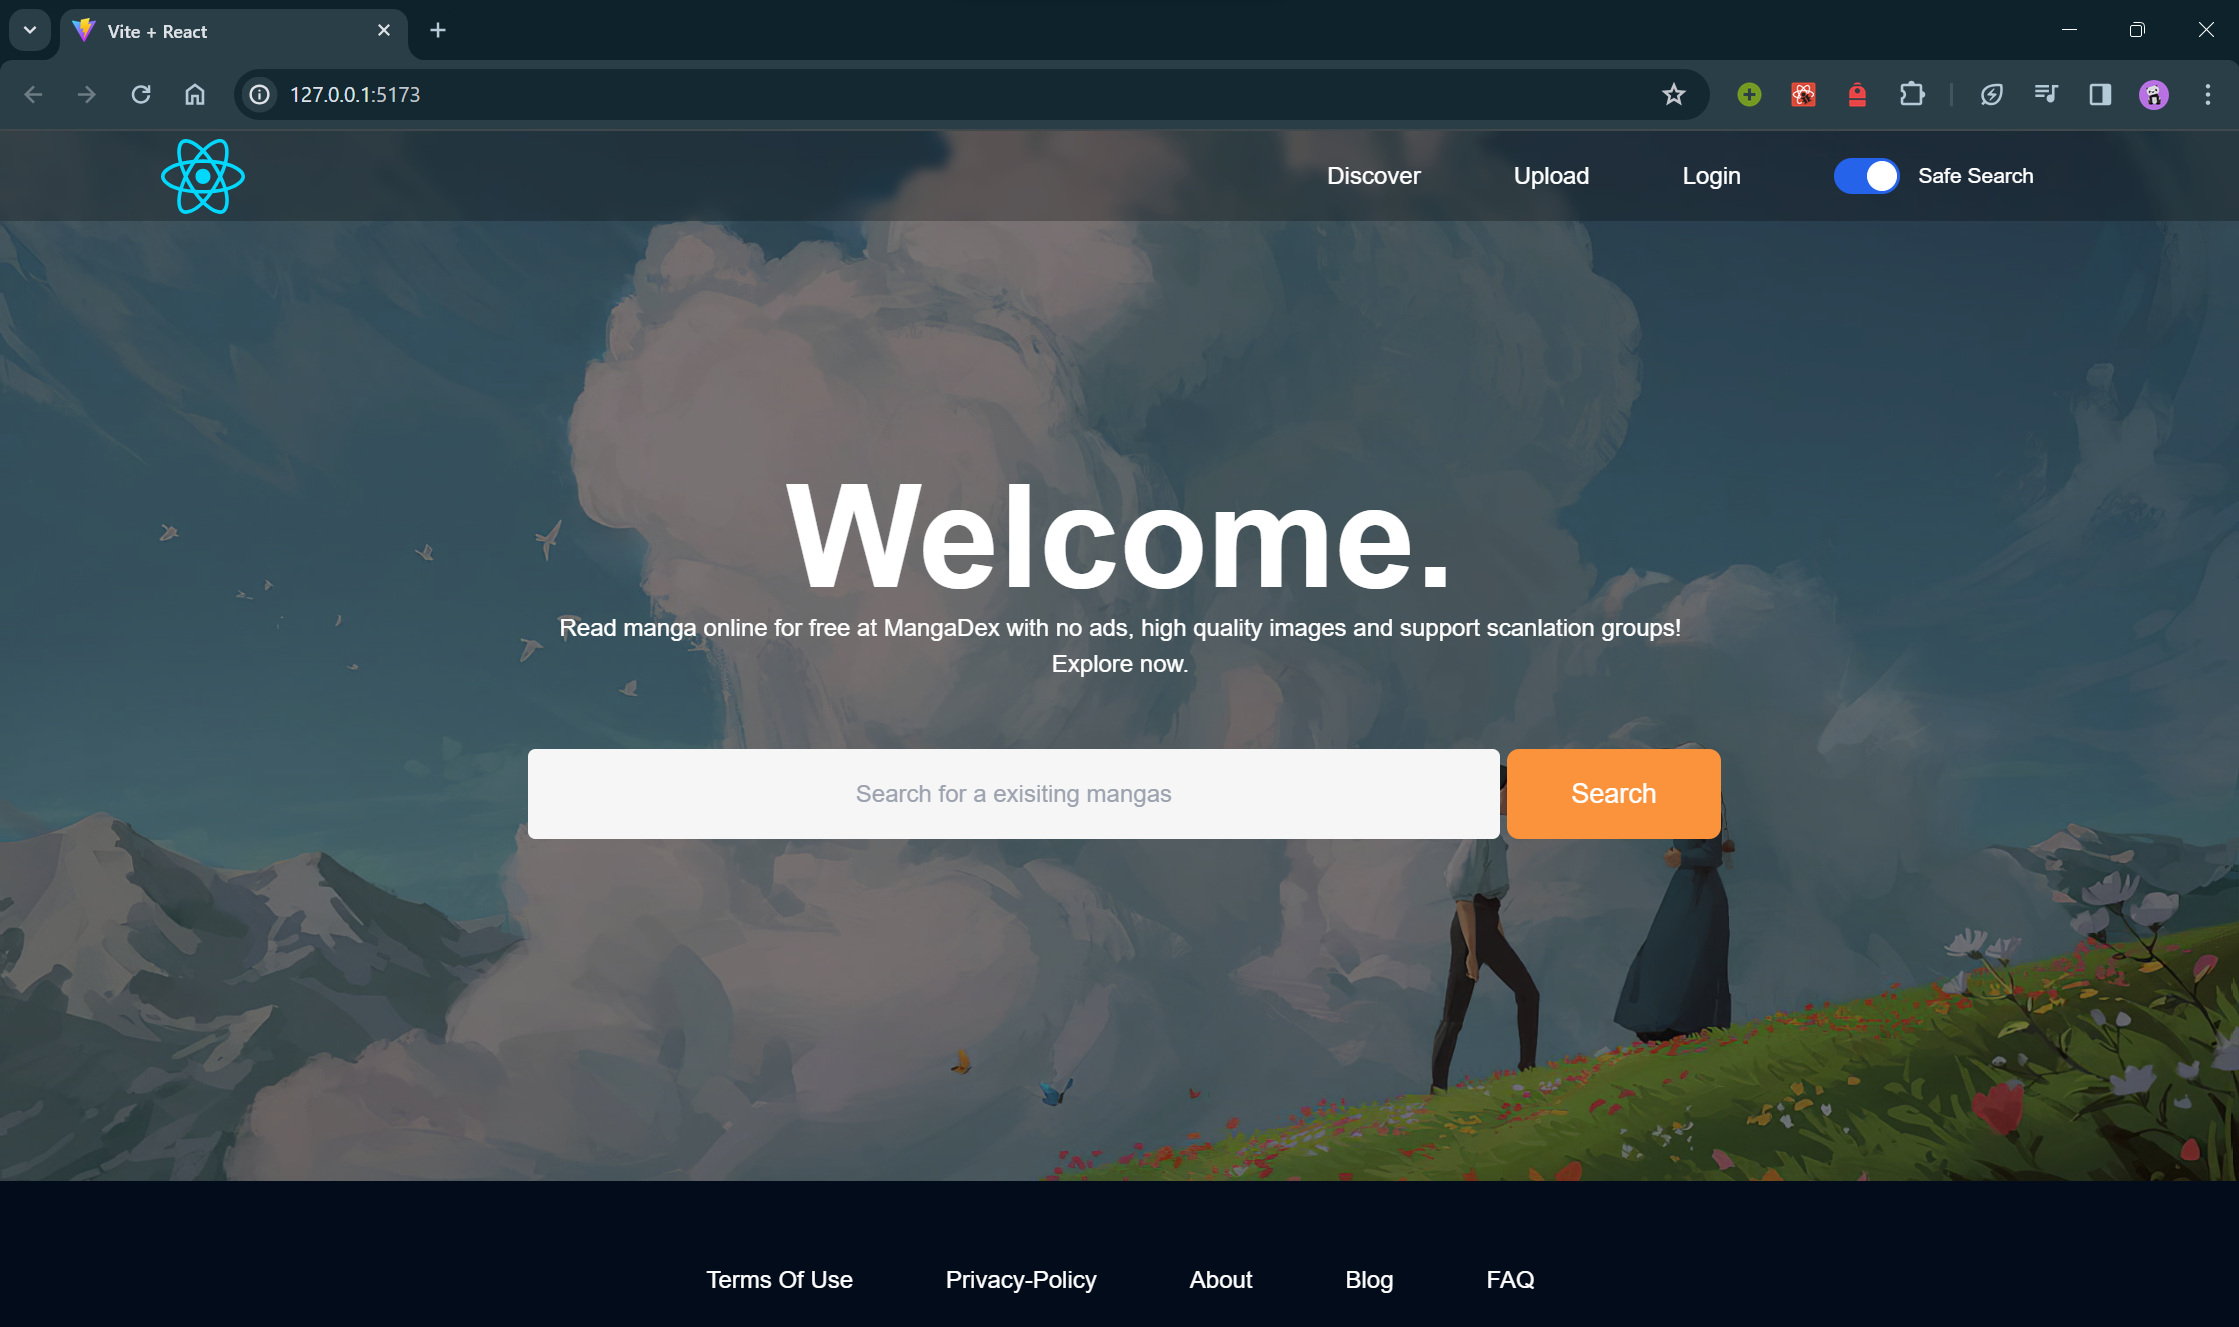 Vite + React
127.0.0.1:5173
Discover
Upload
Login
Safe Search
Welcome.
Read manga online for free at MangaDex with no ads, high quality images and support scanlation groups!
Explore now.
Search for a exisiting mangas
Search
Terms Of Use
Privacy-Policy
About
Blog
FAQ